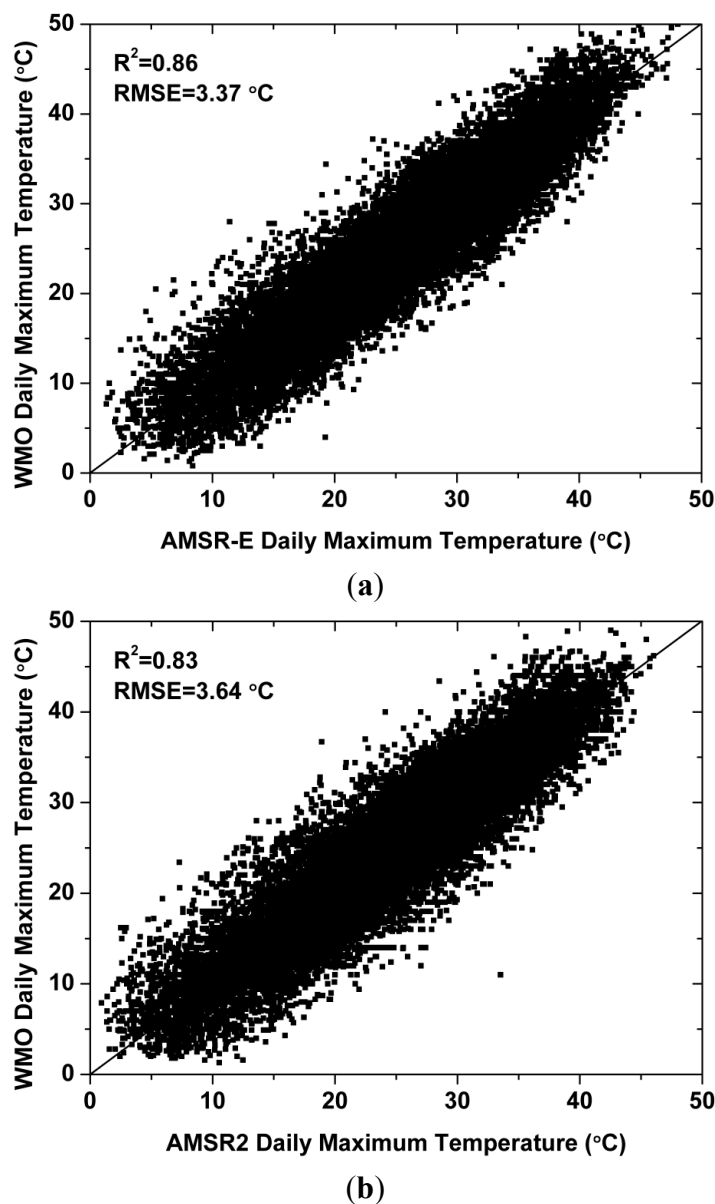 50
40
30
20
10
0
WMO Daily Maximum Temperature (°C)
R²=0.86
RMSE=3.37 °C
0 10 20 30 40 50
AMSR-E Daily Maximum Temperature (°C)
(a)
50
40
30
20
10
0
WMO Daily Maximum Temperature (°C)
R²=0.83
RMSE=3.64 °C
0 10 20 30 40 50
AMSR2 Daily Maximum Temperature (°C)
(b)